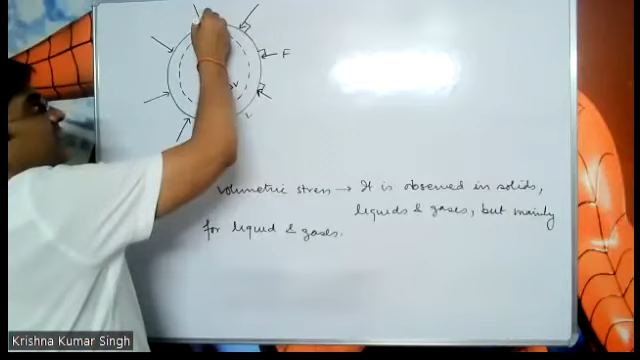 F
v
volumetric stress → It is observed in solids,
liquids & gases, but mainly
for liquid & gases.
Krishna Kumar Singh